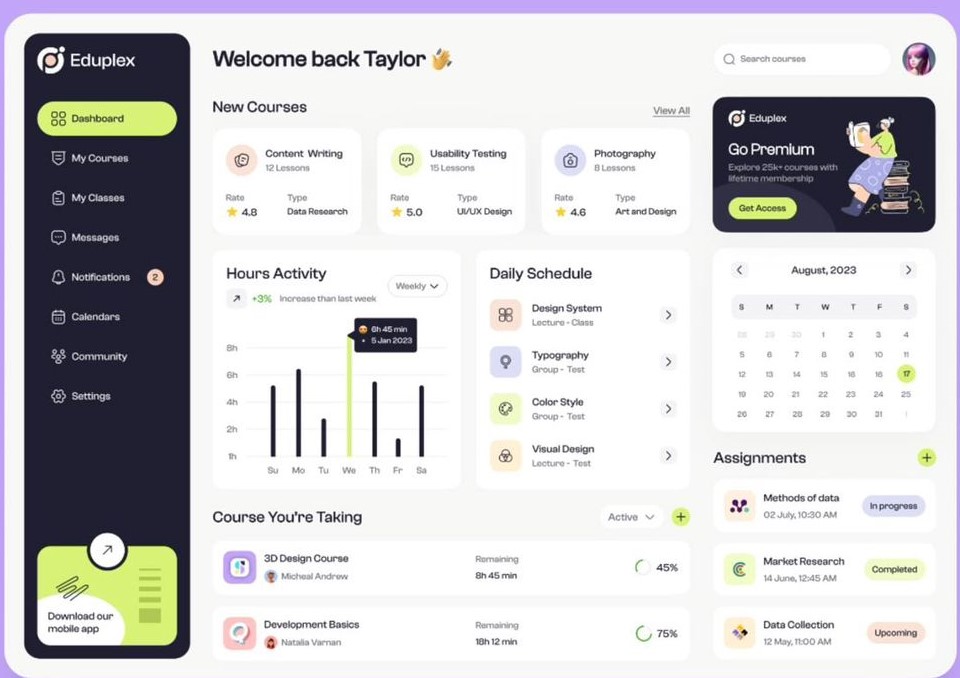 Eduplex
Dashboard
My Courses
My Classes
Messages
Notifications 2
Calendars
Community
Settings
Download our
mobile app
Welcome back Taylor
Search courses
New Courses
View All
Content Writing
12 Lessons
Rate Type
4.8 Data Research
Usability Testing
15 Lessons
Rate Type
5.0 UI/UX Design
Photography
8 Lessons
Rate Type
4.6 Art and Design
Eduplex
Go Premium
Explore 25k+ courses with
lifetime membership
Get Access
Hours Activity
Weekly
+3% Increase than last week
6h 45 min
5 Jan 2023
8h
6h
4h
2h
1h
Su Mo Tu We Th Fr Sa
Daily Schedule
Design System
Lecture - Class
Typography
Group - Test
Color Style
Group - Test
Visual Design
Lecture - Test
August, 2023
S M T W T F S
28 29 30 1 2 3 4
5 6 7 8 9 10 11
12 13 14 15 16 16 17
19 20 21 22 23 24 25
26 27 28 29 30 31 1
Course You're Taking
Active
3D Design Course
Micheal Andrew
Remaining
8h 45 min
45%
Development Basics
Natalia Varnan
Remaining
18h 12 min
75%
Assignments
Methods of data
02 July, 10:30 AM
In progress
Market Research
14 June, 12:45 AM
Completed
Data Collection
12 May, 11:00 AM
Upcoming